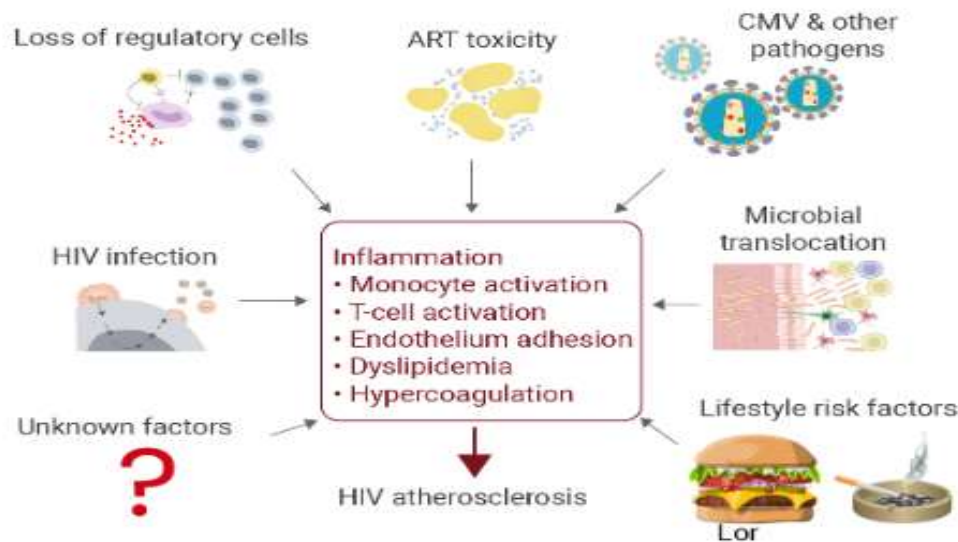 Loss of regulatory cells
ART toxicity
CMV & other
pathogens
HIV infection
Microbial
translocation
Inflammation
• Monocyte activation
• T-cell activation
• Endothelium adhesion
• Dyslipidemia
• Hypercoagulation
Unknown factors
?
Lifestyle risk factors
HIV atherosclerosis
Lor